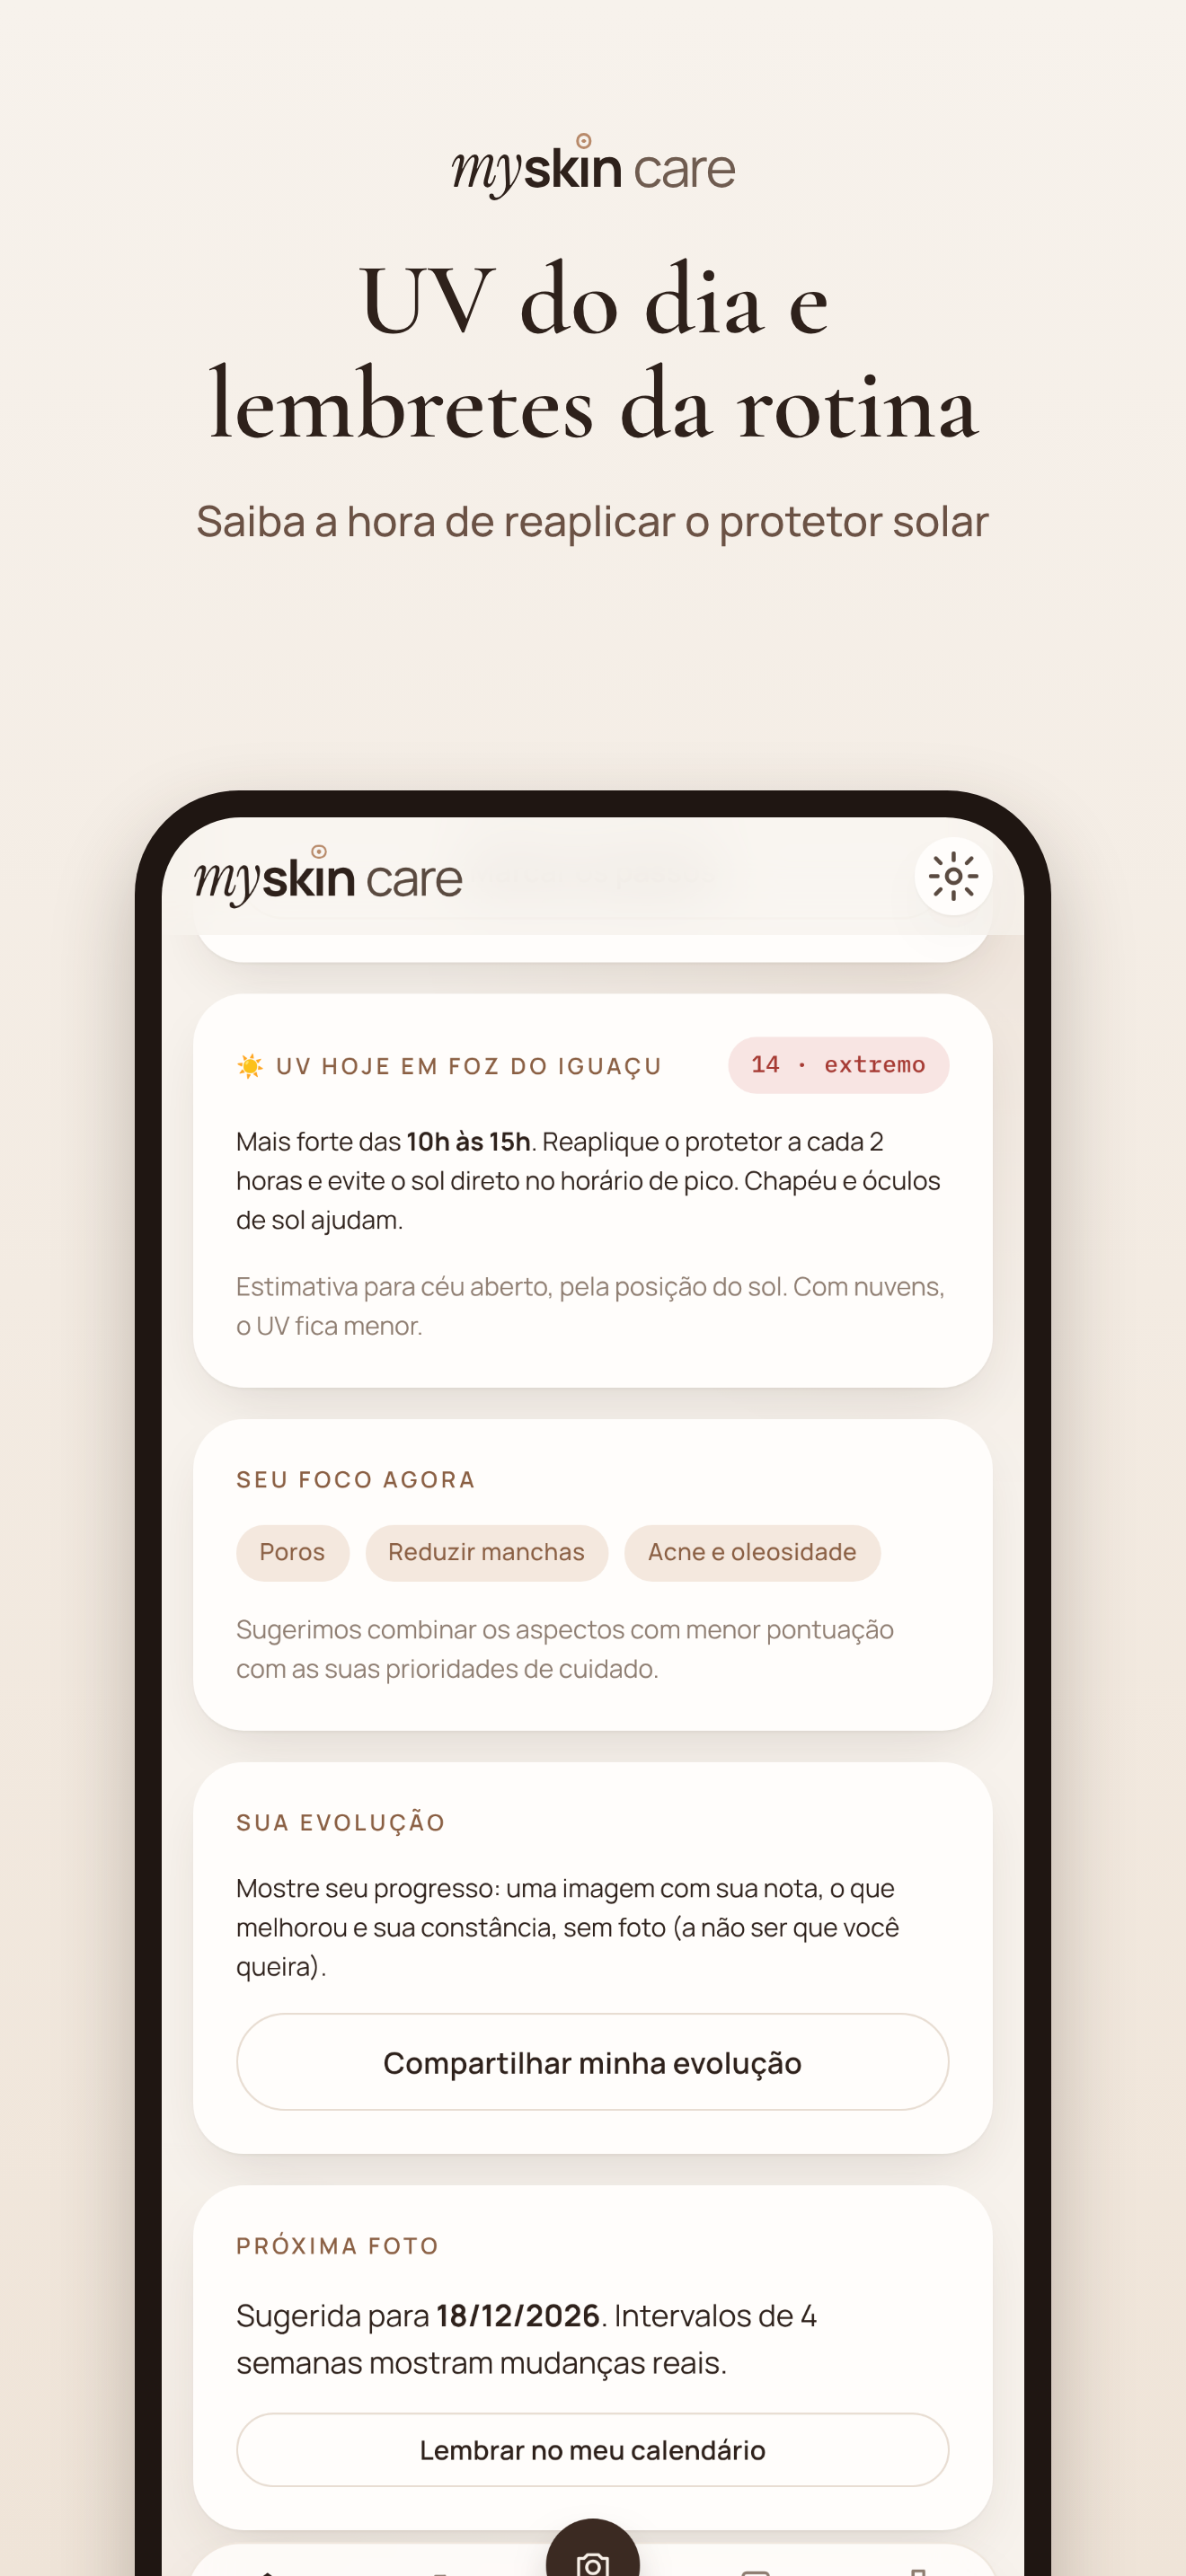 myskin care
UV do dia e
lembretes da rotina
Saiba a hora de reaplicar o protetor solar
myskin care
☀️ UV HOJE EM FOZ DO IGUAÇU
14 · extremo
Mais forte das 10h às 15h. Reaplique o protetor a cada 2
horas e evite o sol direto no horário de pico. Chapéu e óculos
de sol ajudam.
Estimativa para céu aberto, pela posição do sol. Com nuvens,
o UV fica menor.
SEU FOCO AGORA
Poros
Reduzir manchas
Acne e oleosidade
Sugerimos combinar os aspectos com menor pontuação
com as suas prioridades de cuidado.
SUA EVOLUÇÃO
Mostre seu progresso: uma imagem com sua nota, o que
melhorou e sua constância, sem foto (a não ser que você
queira).
Compartilhar minha evolução
PRÓXIMA FOTO
Sugerida para 18/12/2026. Intervalos de 4
semanas mostram mudanças reais.
Lembrar no meu calendário